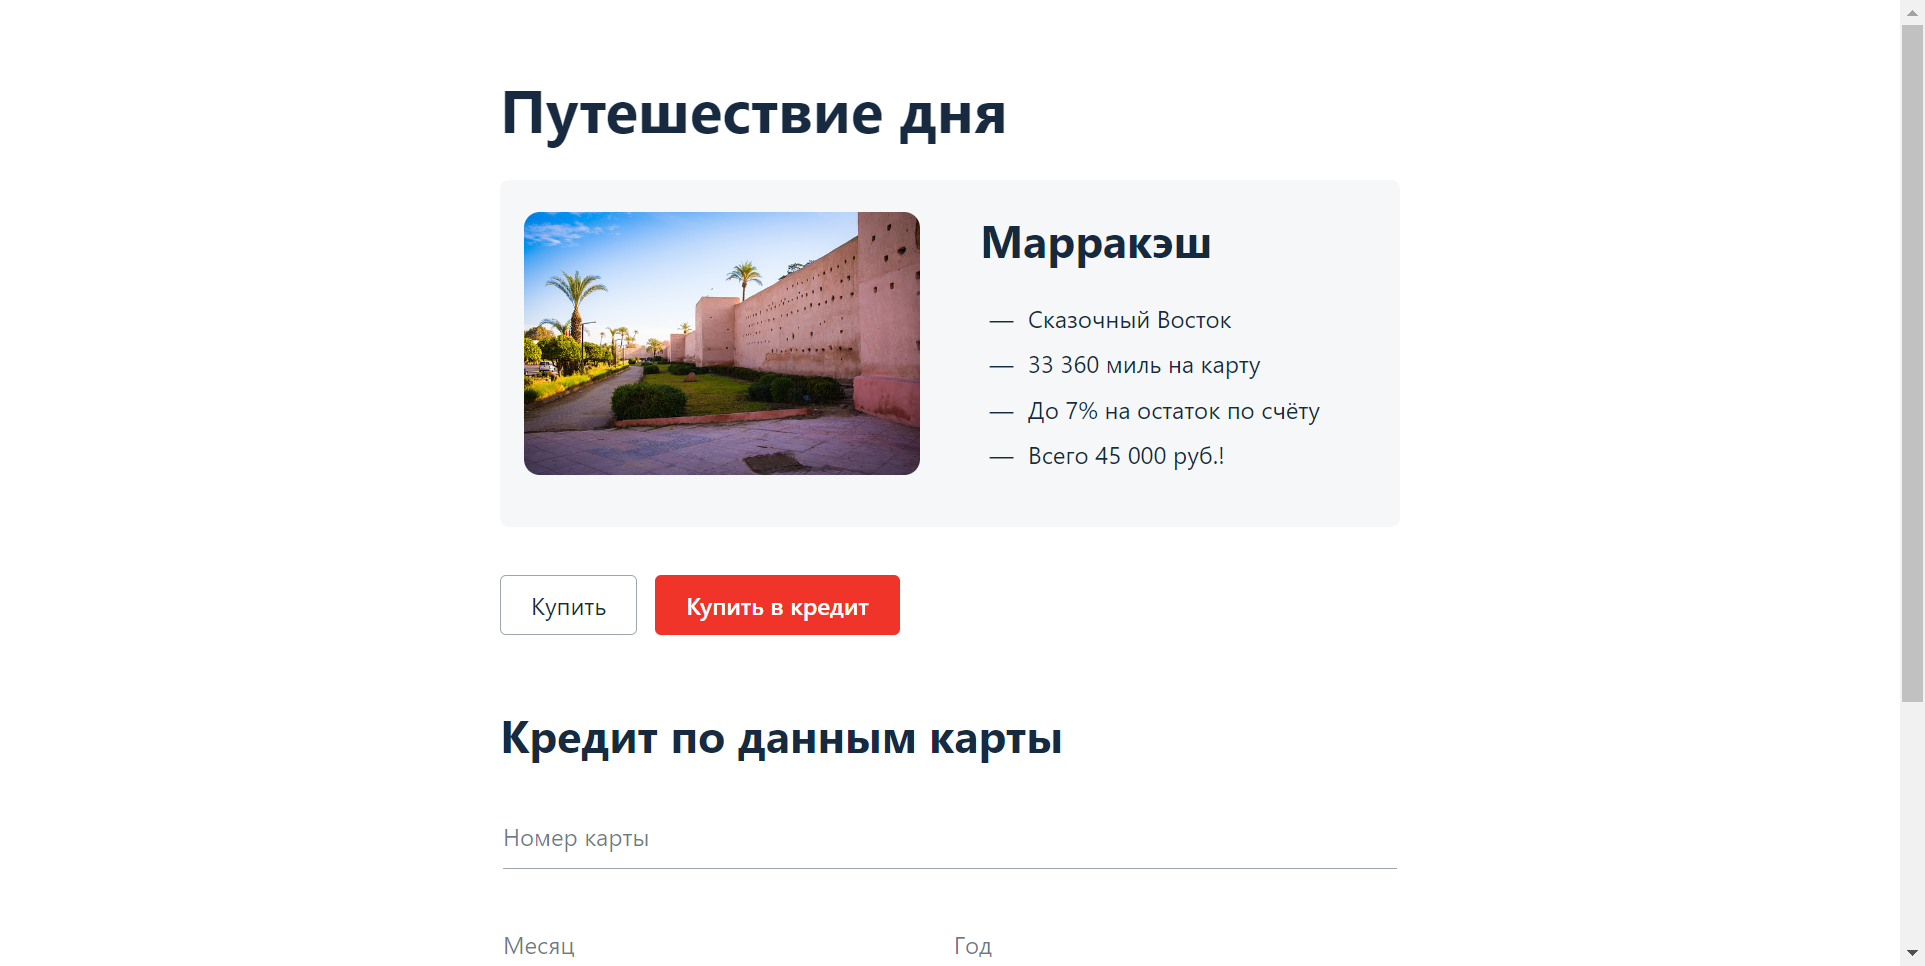 Путешествие дня
Марракэш
— Сказочный Восток
— 33 360 миль на карту
— До 7% на остаток по счёту
— Всего 45 000 руб.!
Купить Купить в кредит
Кредит по данным карты
Номер карты
Месяц Год